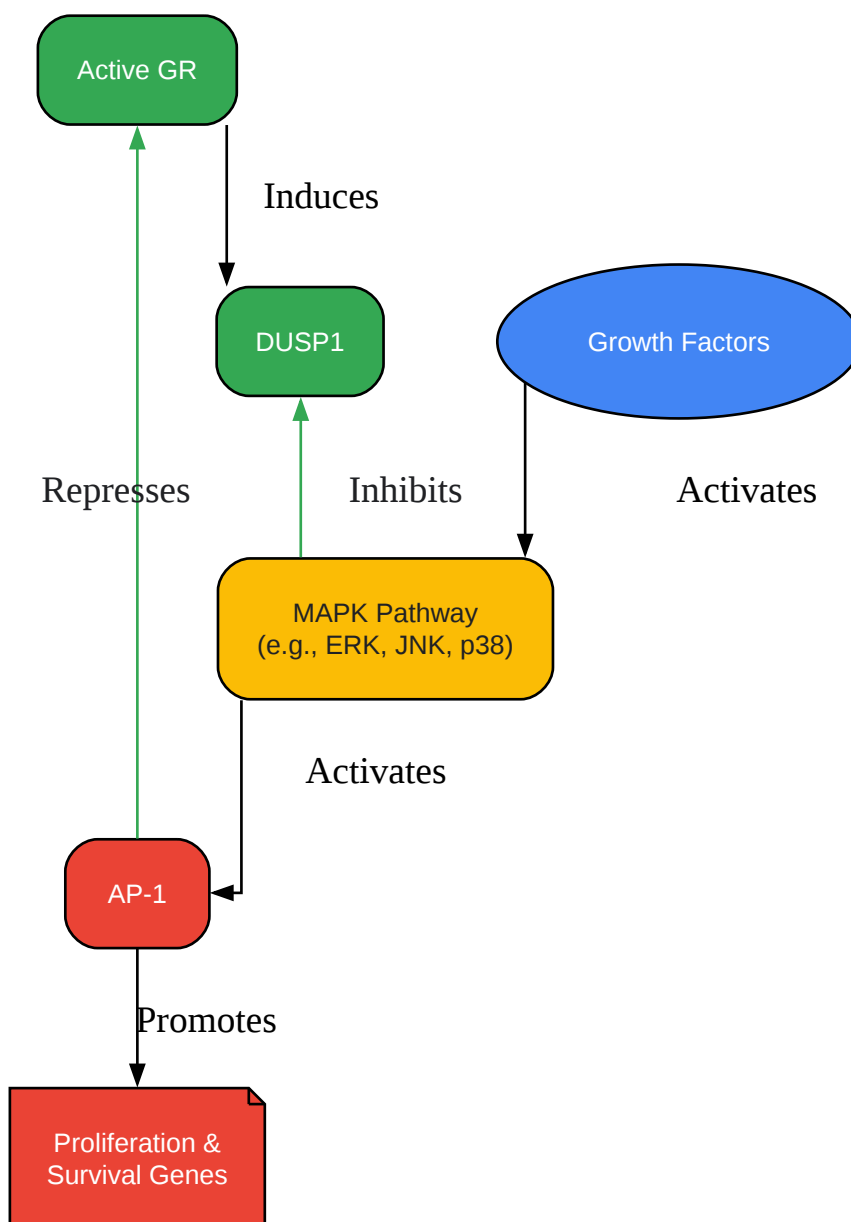 Active GR
Induces
DUSP1
Growth Factors
Represses
Inhibits
Activates
MAPK Pathway
(e.g., ERK, JNK, p38)
Activates
AP-1
Promotes
Proliferation &
Survival Genes